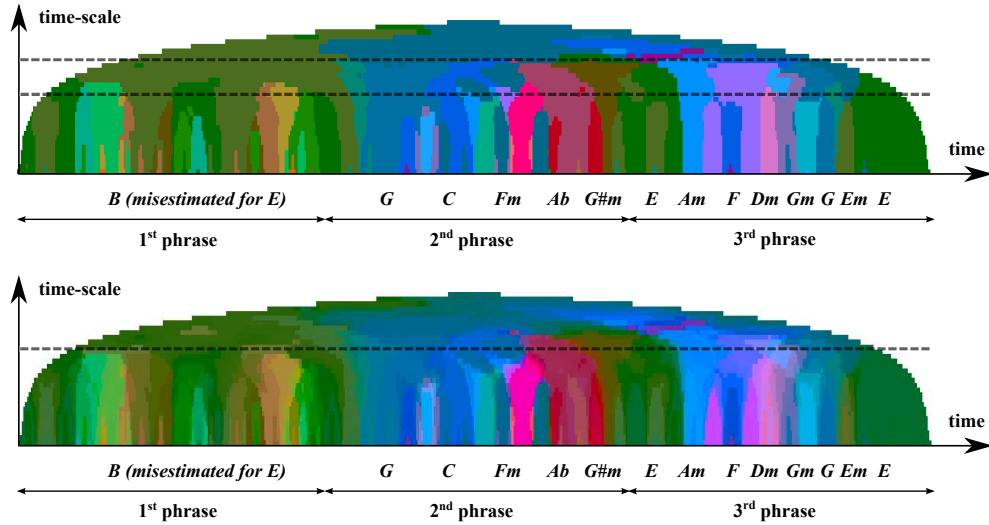 time-scale
time
B (misestimated for E) G C Fm Ab G#m E Am F Dm Gm G Em E
1st phrase 2nd phrase 3rd phrase
time-scale
time
B (misestimated for E) G C Fm Ab G#m E Am F Dm Gm G Em E
1st phrase 2nd phrase 3rd phrase